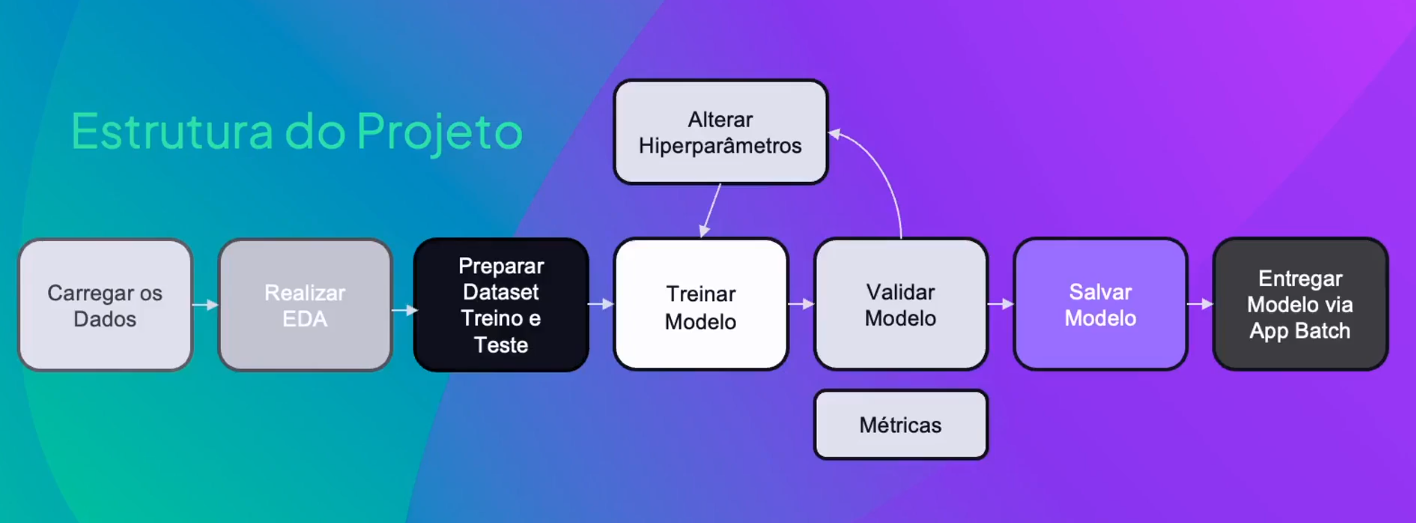 Estrutura do Projeto
Alterar
Hiperparâmetros
Carregar os
Dados
Realizar
EDA
Preparar
Dataset
Treino e
Teste
Treinar
Modelo
Validar
Modelo
Salvar
Modelo
Entregar
Modelo via
App Batch
Métricas